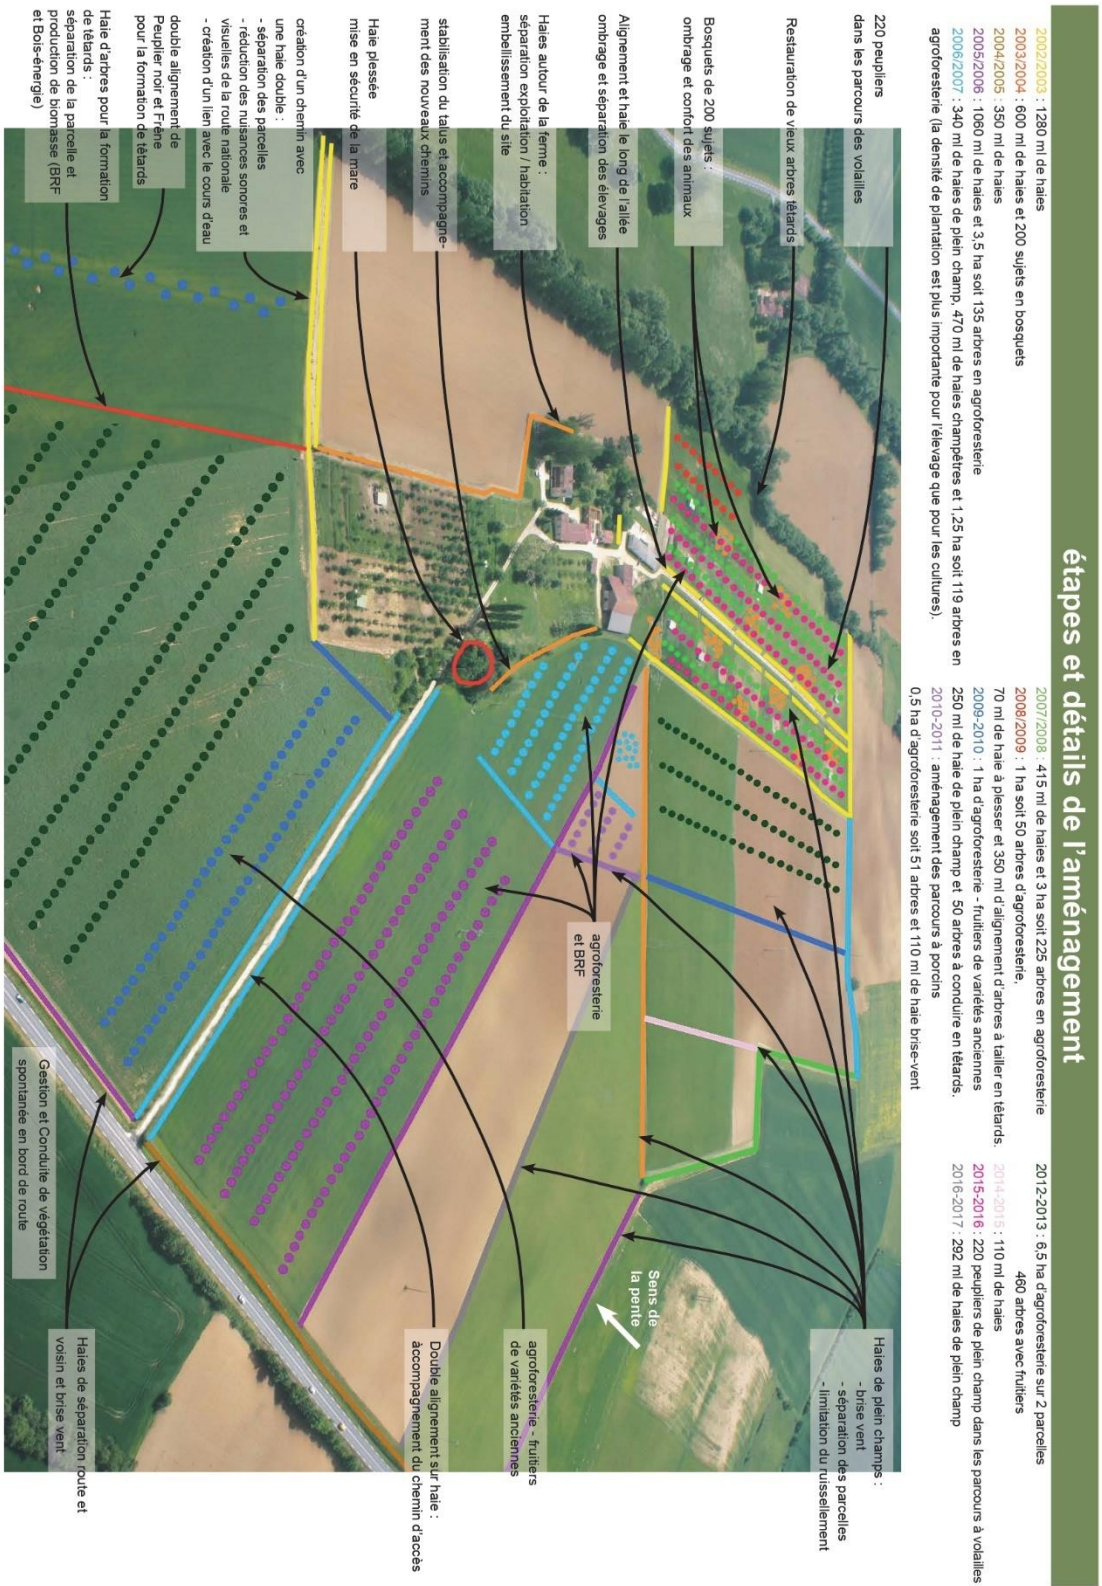 étapes et détails de l'aménagement
2002/2003 : 1280 ml de haies
2003/2004 : 600 ml de haies et 200 sujets en bosquets
2004/2005 : 350 ml de haies
2005/2006 : 1060 ml de haies et 3,5 ha soit 135 arbres en agroforesterie
2006/2007 : 340 ml de haies de plein champ, 470 ml de haies champêtres et 1,25 ha soit 119 arbres en
agroforesterie (la densité de plantation est plus importante pour l'élevage que pour les cultures).
2007/2008 : 415 ml de haies et 3 ha soit 225 arbres en agroforesterie
2008/2009 : 1 ha soit 50 arbres d'agroforesterie,
70 ml de haie à plesser et 350 ml d'alignement d'arbres à tailler en têtards.
2009-2010 : 1 ha d'agroforesterie - fruitiers de variétés anciennes
250 ml de haie de plein champ et 50 arbres à conduire en têtards.
2010-2011 : aménagement des parcours à porcins
0,5 ha d'agroforesterie soit 51 arbres et 110 ml de haie brise-vent
2012-2013 : 6,5 ha d'agroforesterie sur 2 parcelles
460 arbres avec fruitiers
2014-2015 : 110 ml de haies
2015-2016 : 220 peupliers de plein champ dans les parcours à volailles
2016-2017 : 292 ml de haies de plein champ
220 peupliers
dans les parcours des volailles
Restauration de vieux arbres têtards
Bosquets de 200 sujets :
ombrage et confort des animaux
Alignement et haie le long de l'allée
ombrage et séparation des élevages
Haies autour de la ferme :
séparation exploitation / habitation
embellissement du site
stabilisation du talus et accompagne-
ment des nouveaux chemins
Haie plessée
mise en sécurité de la mare
création d'un chemin avec
une haie double :
- séparation des parcelles
- réduction des nuisances sonores et
visuelles de la route nationale
- création d'un lien avec le cours d'eau
double alignement de
Peuplier noir et Frêne
pour la formation de têtards
Haie d'arbres pour la formation
de têtards :
séparation de la parcelle et
production de biomasse (BRF
et Bois-énergie)
agroforesterie
et BRF
Sens de
la pente
Haies de plein champs :
- brise vent
- séparation des parcelles
- limitation du ruissellement
agroforesterie - fruitiers
de variétés anciennes
Double alignement sur haie :
accompagnement du chemin d'accès
Gestion et Conduite de végétation
spontanée en bord de route
Haies de séparation route et
voisin et brise vent